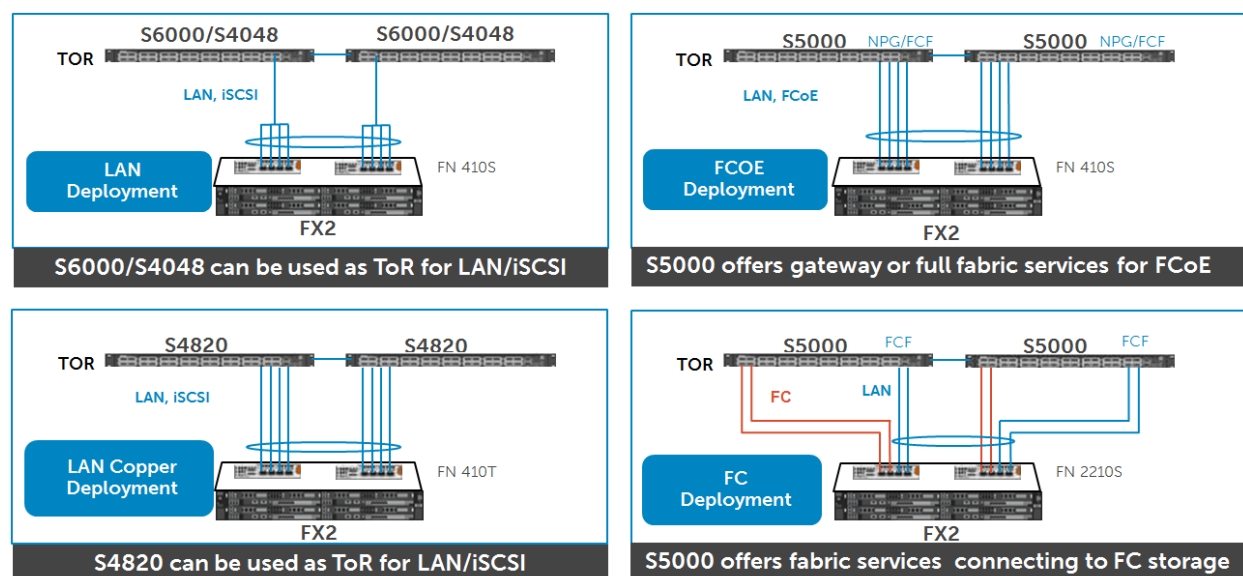 S6000/S4048
S6000/S4048
TOR
LAN, iSCSI
LAN
Deployment
FN 410S
FX2
S6000/S4048 can be used as ToR for LAN/iSCSI
S5000 NPG/FCF
S5000 NPG/FCF
TOR
LAN, FCoE
FCOE
Deployment
FN 410S
FX2
S5000 offers gateway or full fabric services for FCoE
S4820
S4820
TOR
LAN, iSCSI
LAN Copper
Deployment
FN 410T
FX2
S4820 can be used as ToR for LAN/iSCSI
S5000 FCF
S5000 FCF
TOR
FC
LAN
FC
Deployment
FN 2210S
FX2
S5000 offers fabric services connecting to FC storage